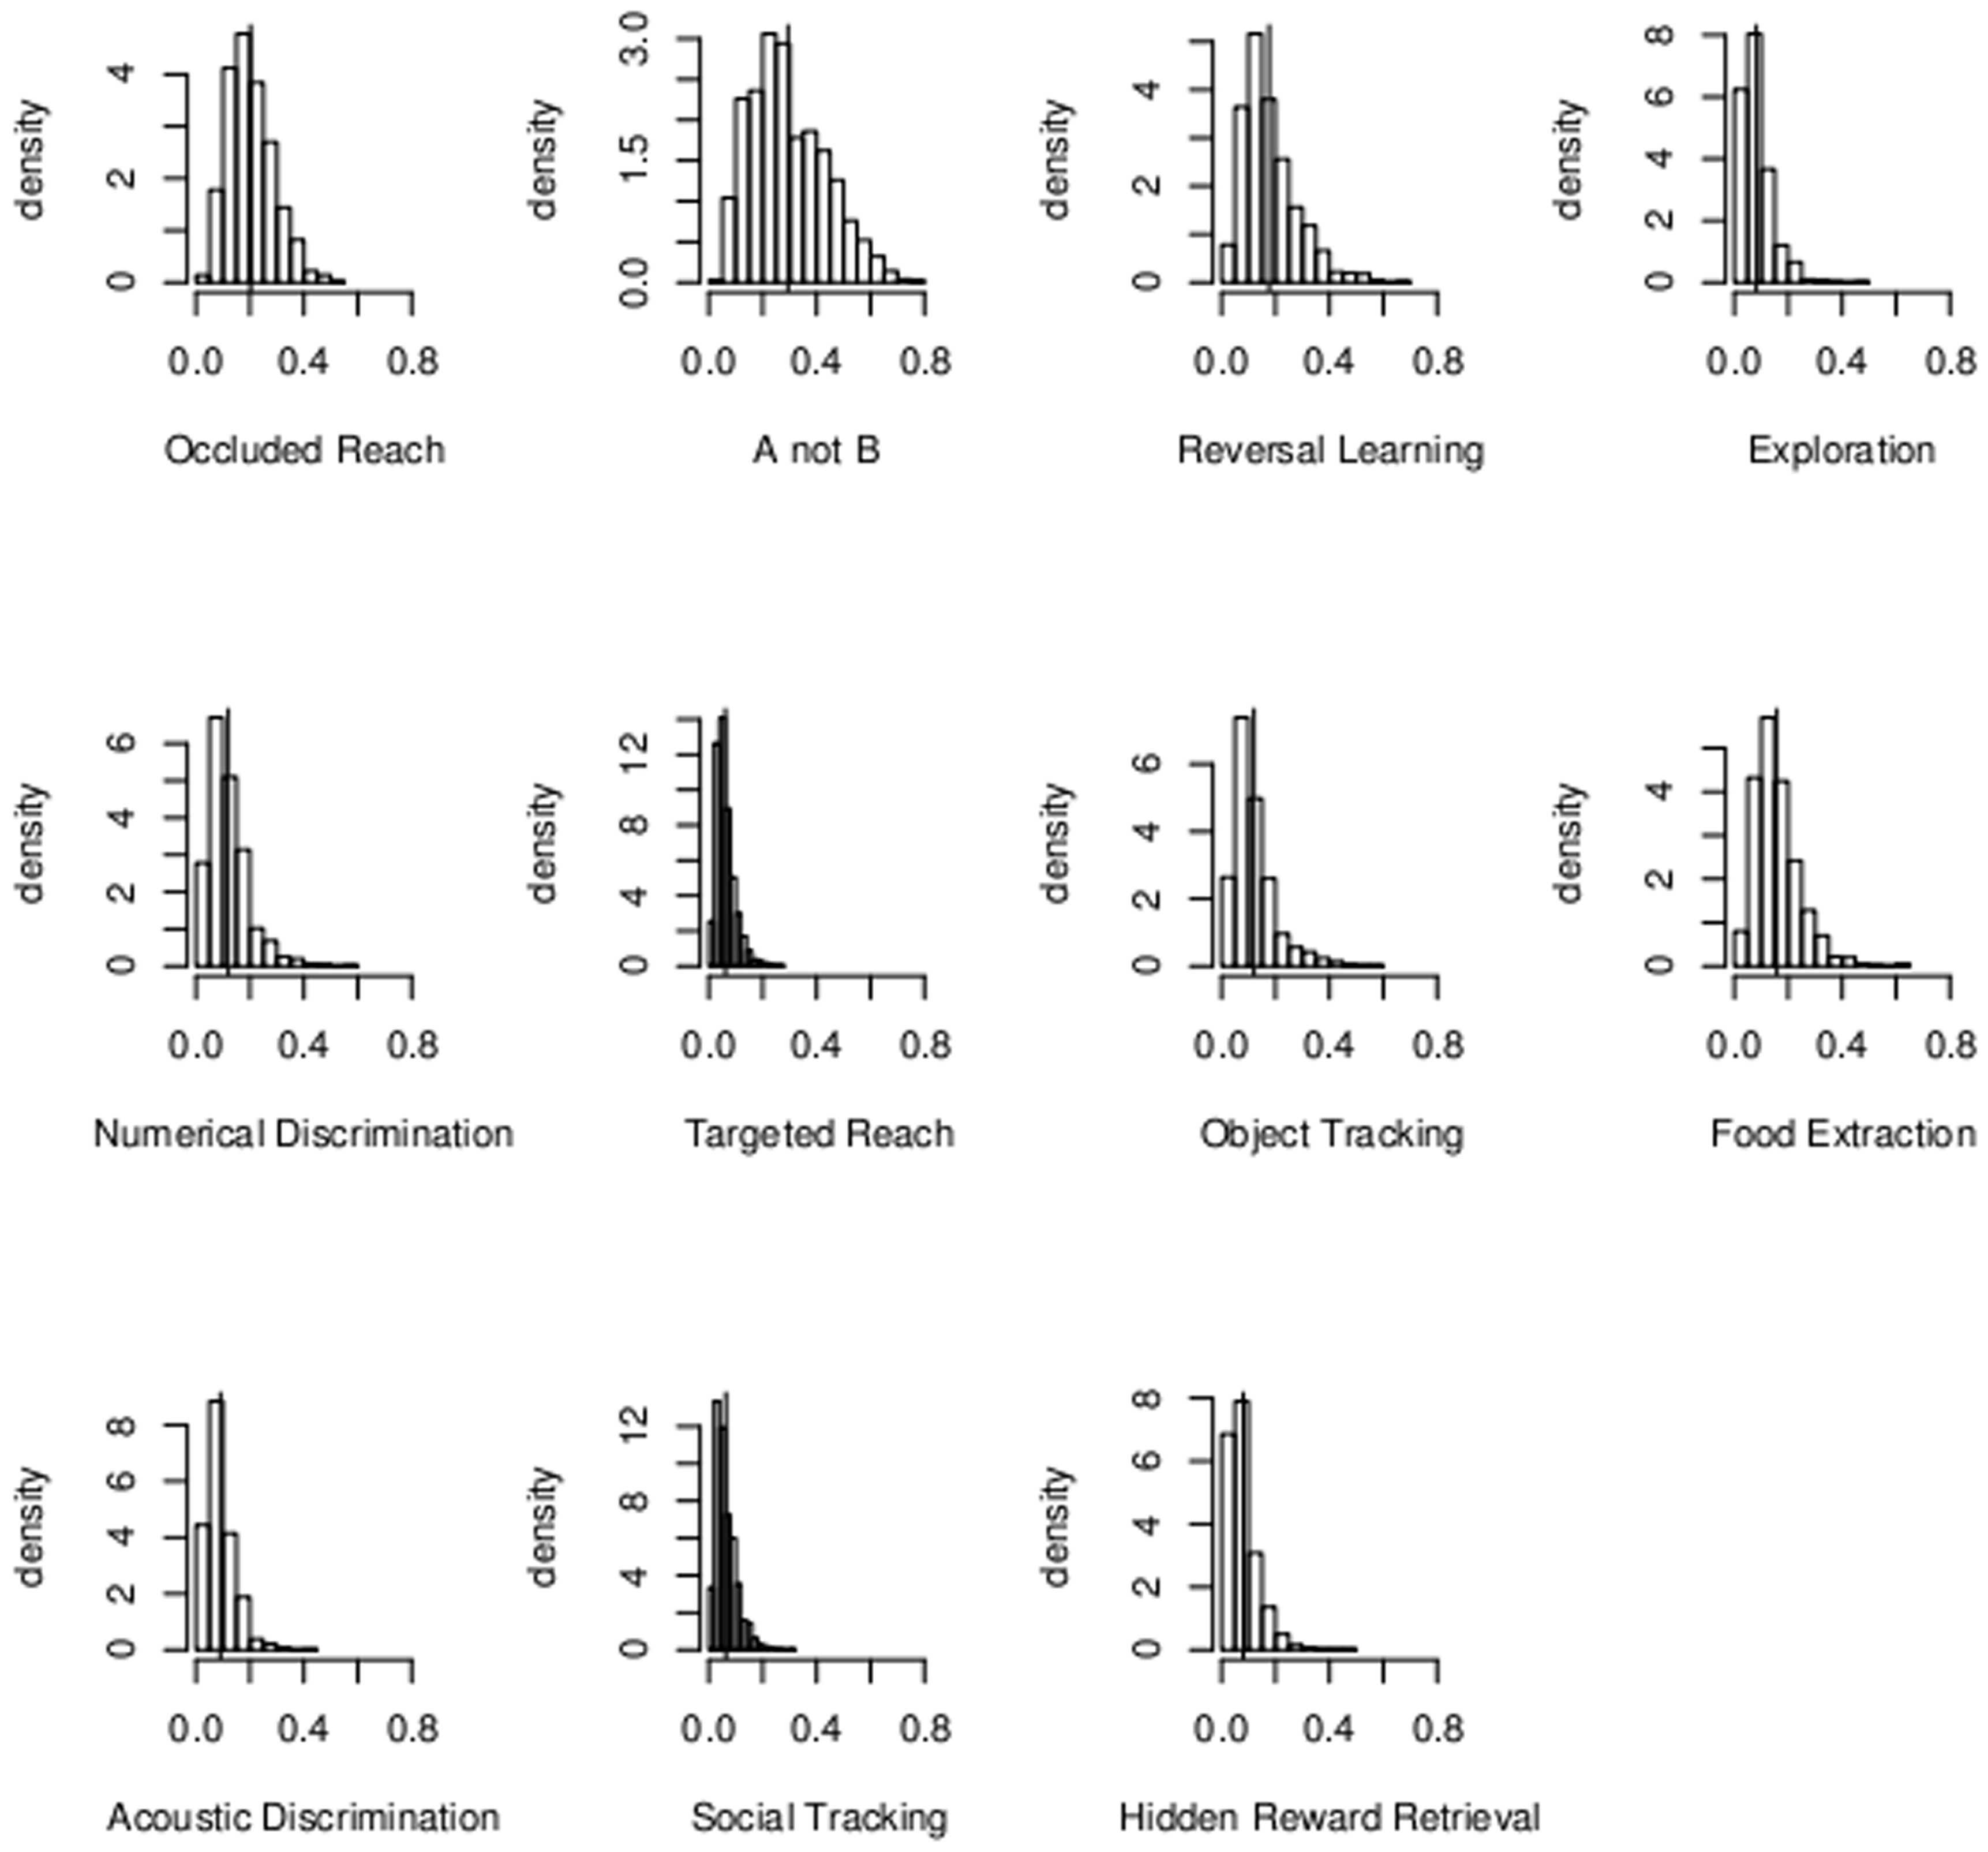 density
0 2 4
0.0 0.4 0.8
Occluded Reach
density
0.0 1.5 3.0
0.0 0.4 0.8
A not B
density
0 2 4
0.0 0.4 0.8
Reversal Learning
density
0 2 4 6 8
0.0 0.4 0.8
Exploration
density
0 2 4 6
0.0 0.4 0.8
Numerical Discrimination
density
0 4 8 12
0.0 0.4 0.8
Targeted Reach
density
0 2 4 6
0.0 0.4 0.8
Object Tracking
density
0 2 4
0.0 0.4 0.8
Food Extraction
density
0 2 4 6 8
0.0 0.4 0.8
Acoustic Discrimination
density
0 4 8 12
0.0 0.4 0.8
Social Tracking
density
0 2 4 6 8
0.0 0.4 0.8
Hidden Reward Retrieval